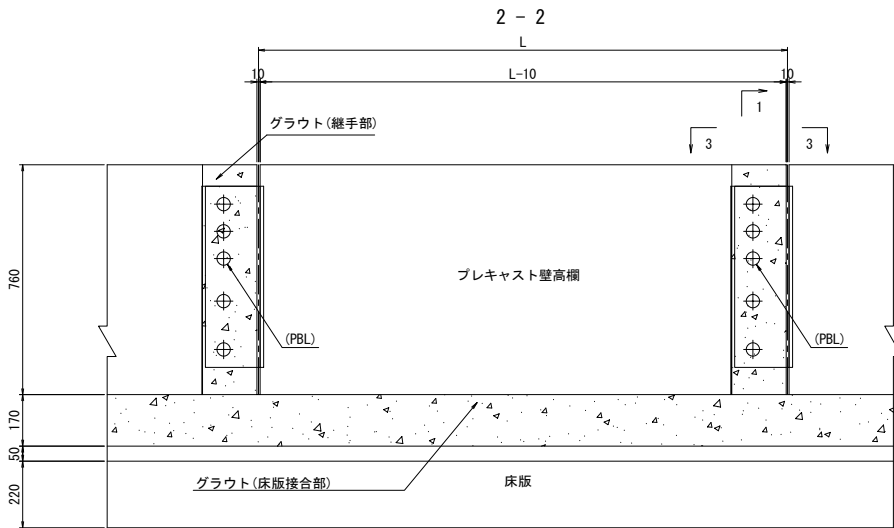 2 - 2
L
10
L-10
10
1
グラウト(継手部)
3
3
760
プレキャスト壁高欄
(PBL)
(PBL)
170
50
グラウト(床版接合部)
床版
220